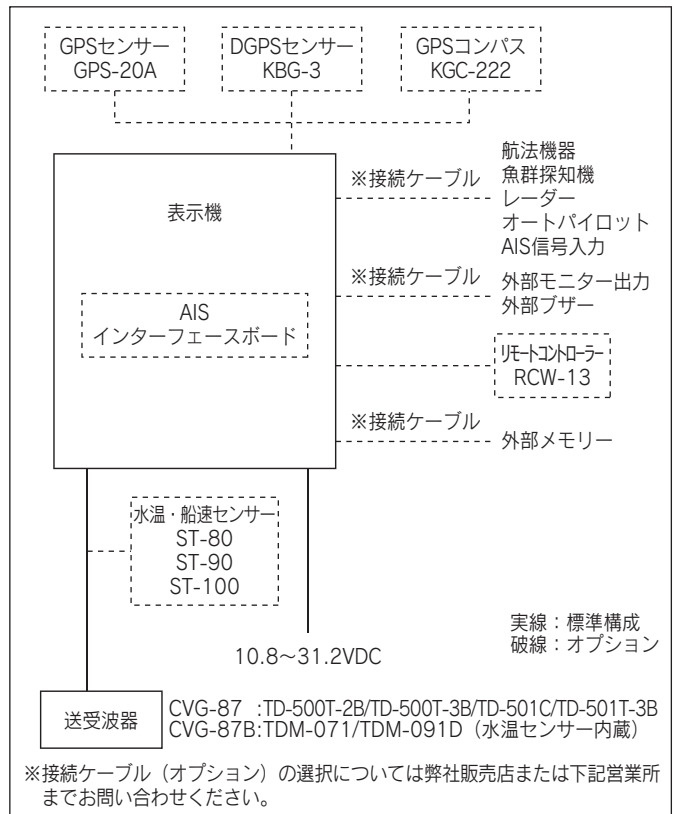 GPSセンサー
GPS-20A
DGPSセンサー
KBG-3
GPSコンパス
KGC-222
表示機
AIS
インターフェースボード
※接続ケーブル
航法機器
魚群探知機
レーダー
オートパイロット
AIS信号入力
※接続ケーブル
外部モニター出力
外部ブザー
リモートコントローラー
RCW-13
※接続ケーブル
外部メモリー
水温・船速センサー
ST-80
ST-90
ST-100
10.8～31.2VDC
実線：標準構成
破線：オプション
送受波器
CVG-87 :TD-500T-2B/TD-500T-3B/TD-501C/TD-501T-3B
CVG-87B:TDM-071/TDM-091D（水温センサー内蔵）
※接続ケーブル（オプション）の選択については弊社販売店または下記営業所
までお問い合わせください。